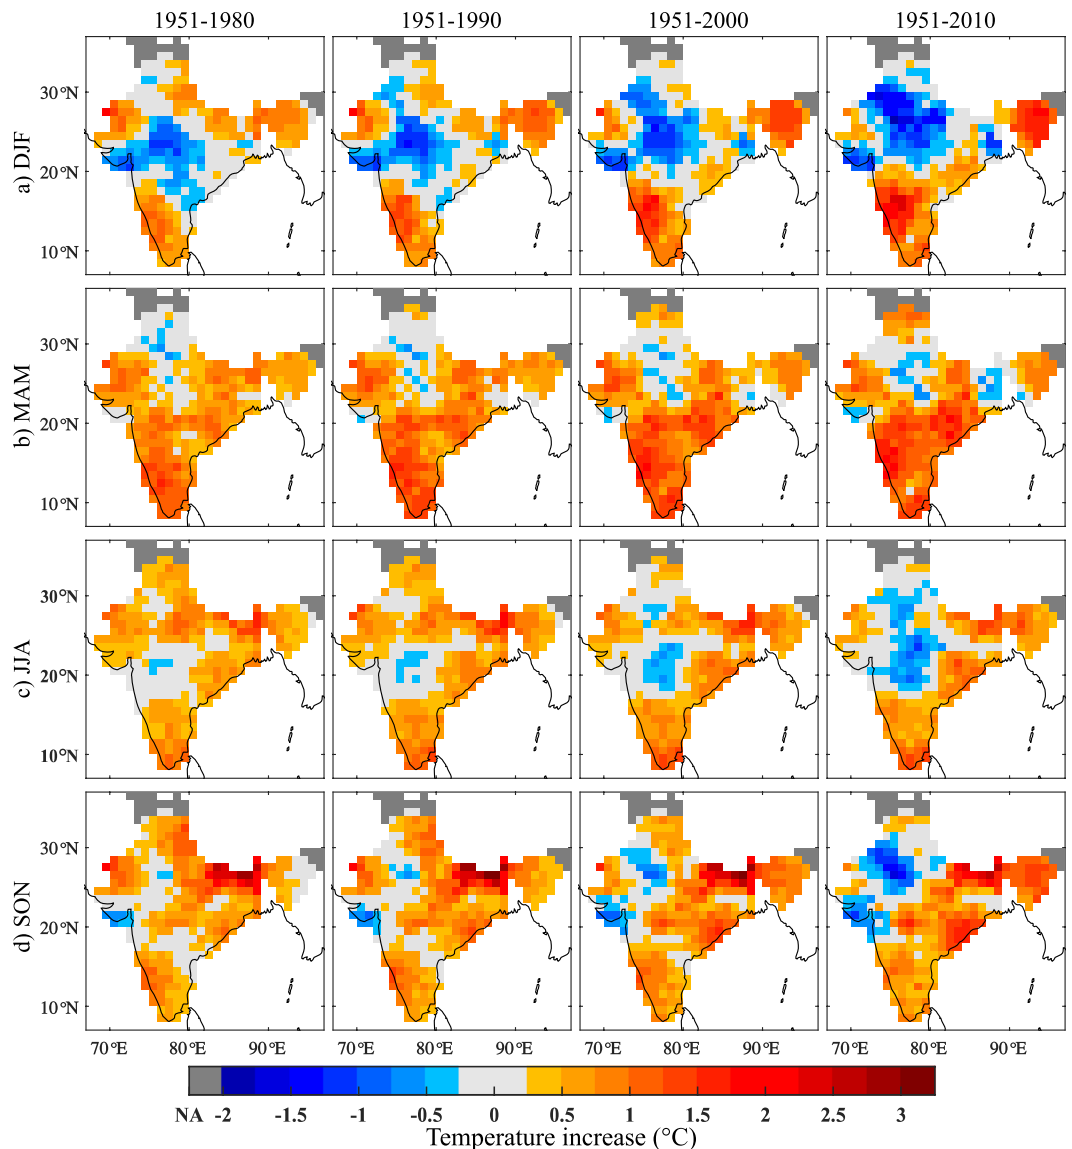 1951-1980 1951-1990 1951-2000 1951-2010
a) DJF
30°N
20°N
10°N
b) MAM
30°N
20°N
10°N
c) JJA
30°N
20°N
10°N
d) SON
30°N
20°N
10°N
70°E 80°E 90°E 70°E 80°E 90°E 70°E 80°E 90°E 70°E 80°E 90°E
NA -2 -1.5 -1 -0.5 0 0.5 1 1.5 2 2.5 3
Temperature increase (°C)